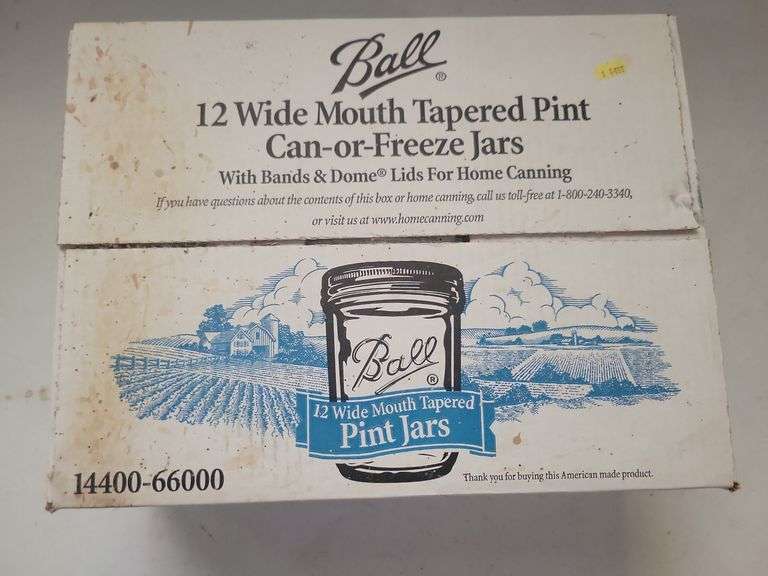 Ball®
12 Wide Mouth Tapered Pint
Can-or-Freeze Jars
With Bands & Dome® Lids For Home Canning
If you have questions about the contents of this box or home canning, call us toll-free at 1-800-240-3340,
or visit us at www.homecanning.com
Ball®
12 Wide Mouth Tapered
Pint Jars
14400-66000
Thank you for buying this American made product.